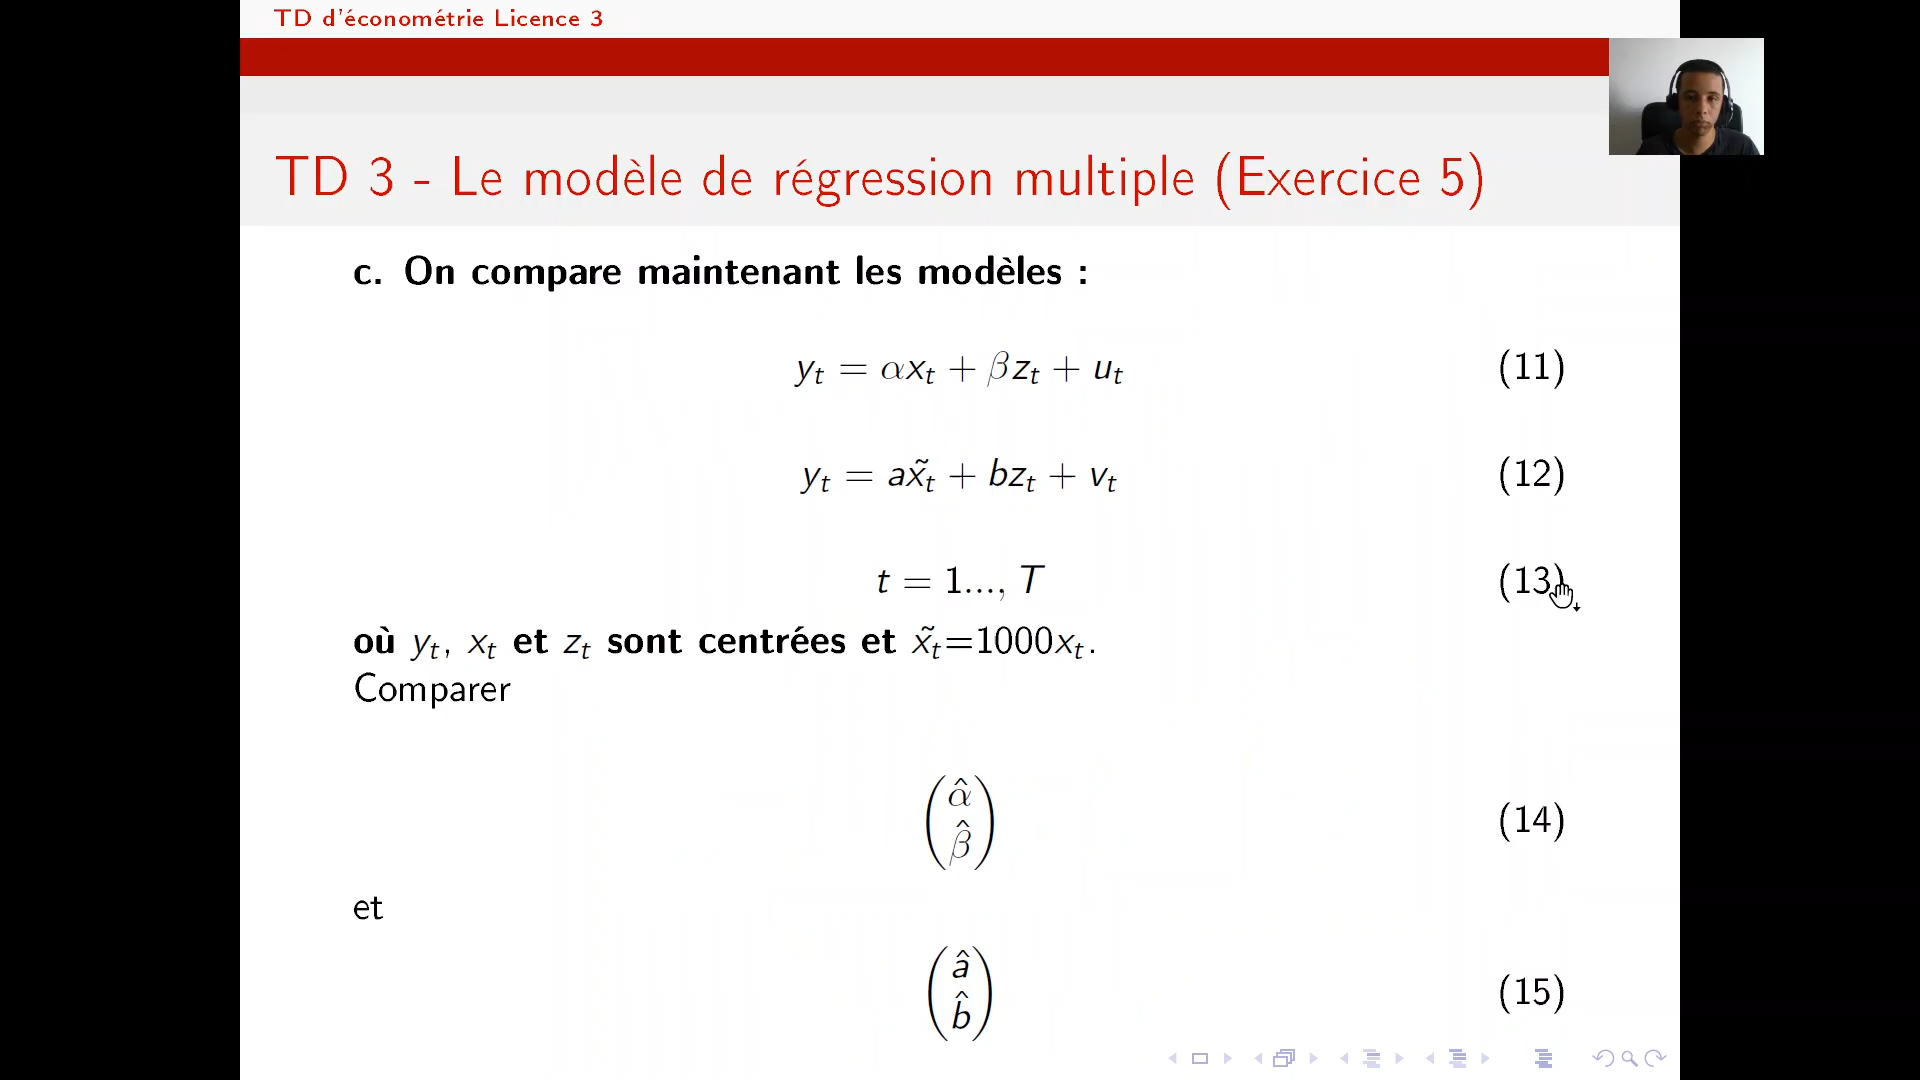 TD d'économétrie Licence 3
TD 3 - Le modèle de régression multiple (Exercice 5)
c. On compare maintenant les modèles :
y_t = αx_t + βz_t + u_t (11)
y_t = ax̃_t + bz_t + v_t (12)
t = 1..., T (13)
où y_t, x_t et z_t sont centrées et x̃_t=1000x_t.
Comparer
(α̂ β̂) (14)
et
(â b̂) (15)